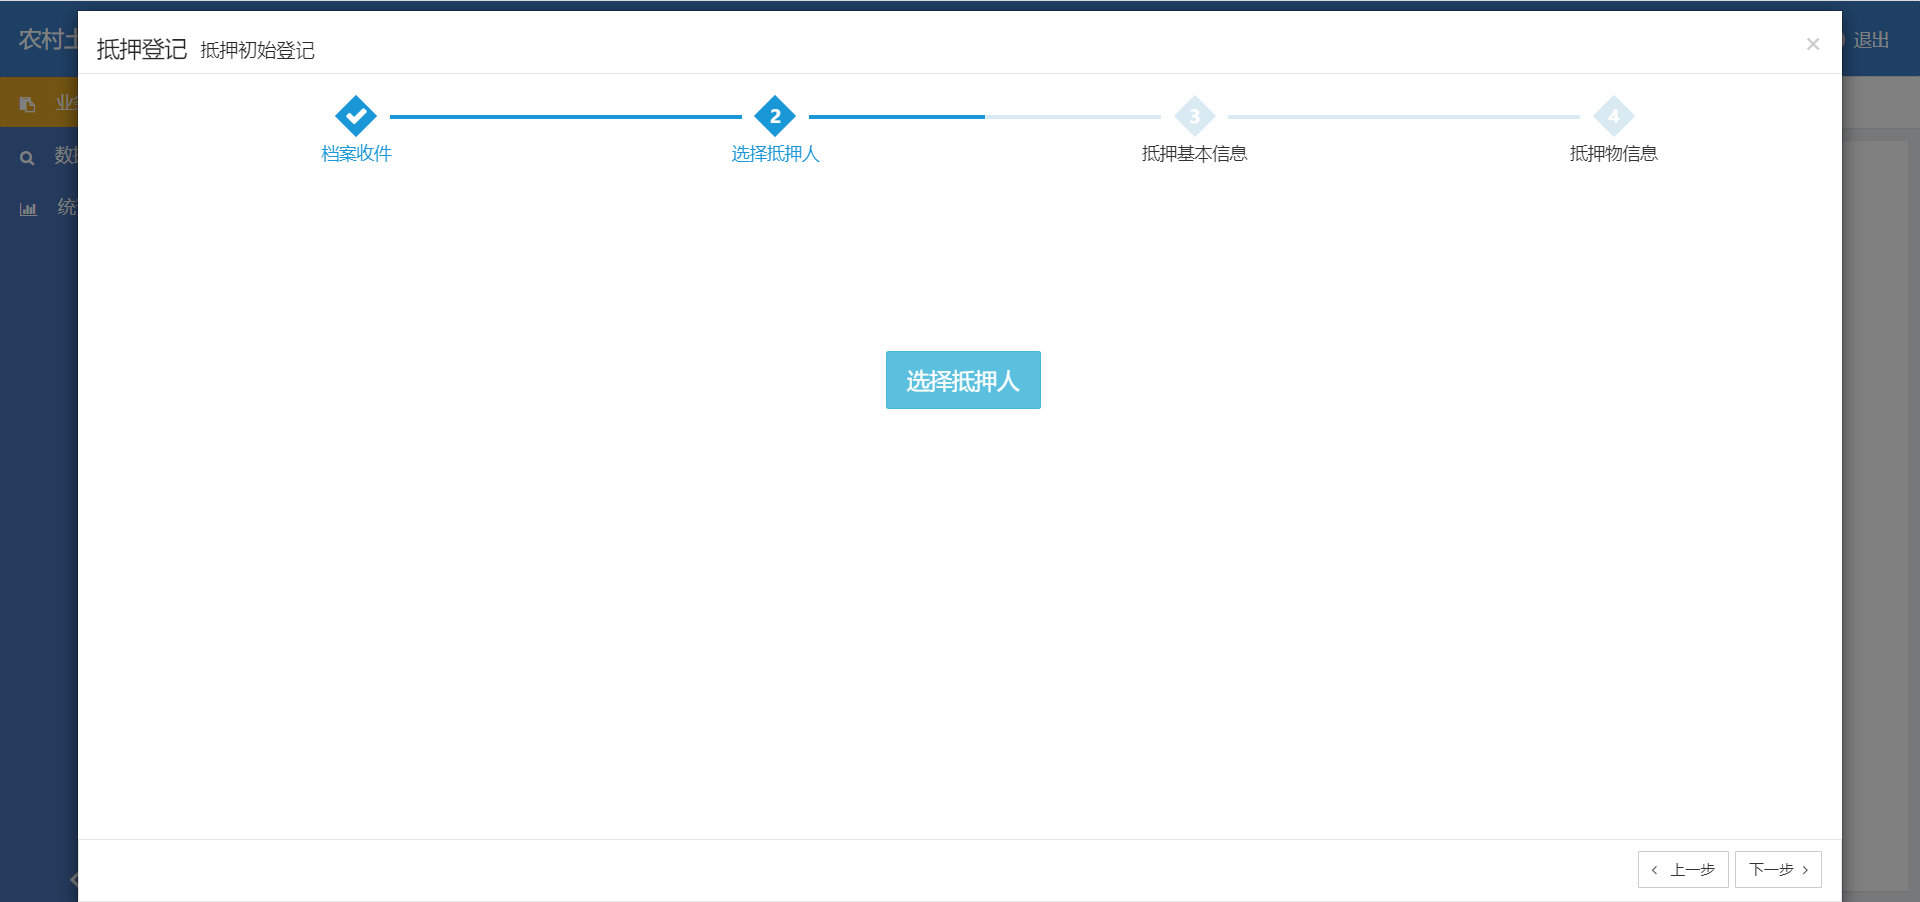 农村
退出
抵押登记 抵押初始登记
业
数
统
2 3 4
档案收件 选择抵押人 抵押基本信息 抵押物信息
选择抵押人
上一步 下一步